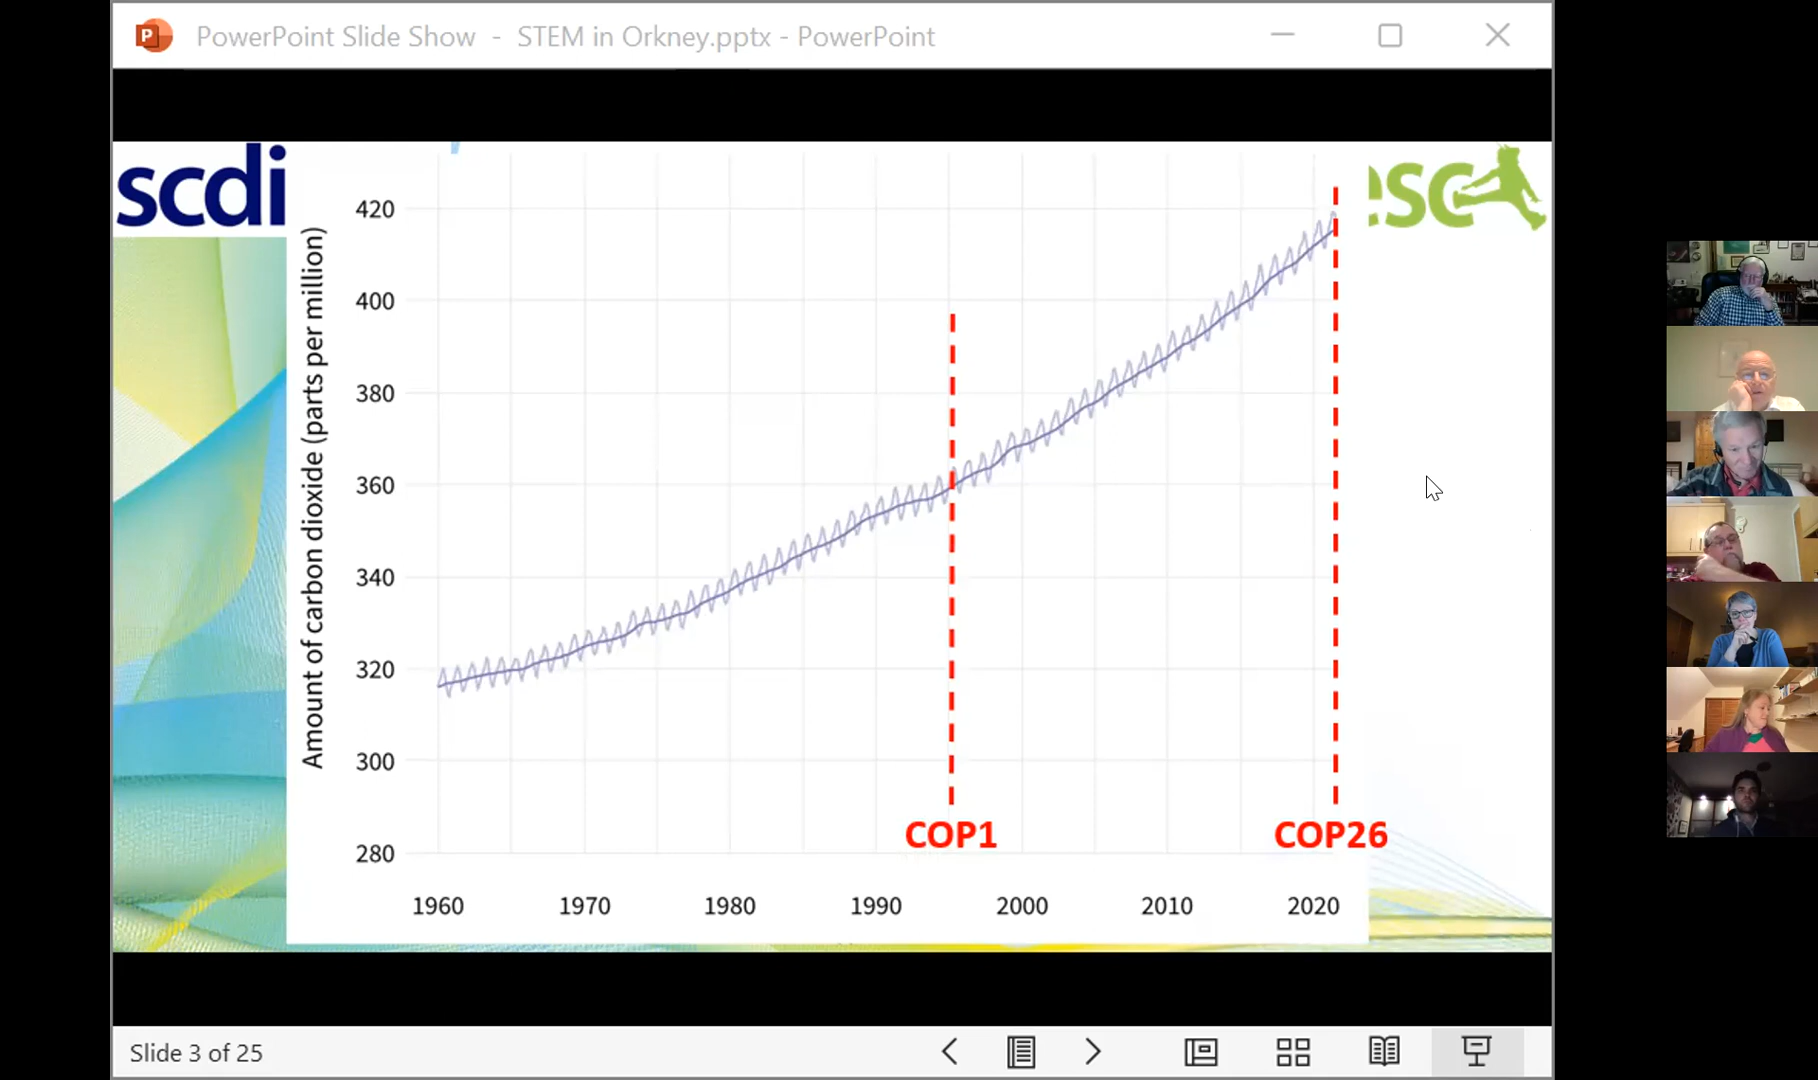 PowerPoint Slide Show - STEM in Orkney.pptx - PowerPoint
scdi
esc
Amount of carbon dioxide (parts per million)
420
400
380
360
340
320
300
280
COP1
COP26
1960 1970 1980 1990 2000 2010 2020
Slide 3 of 25